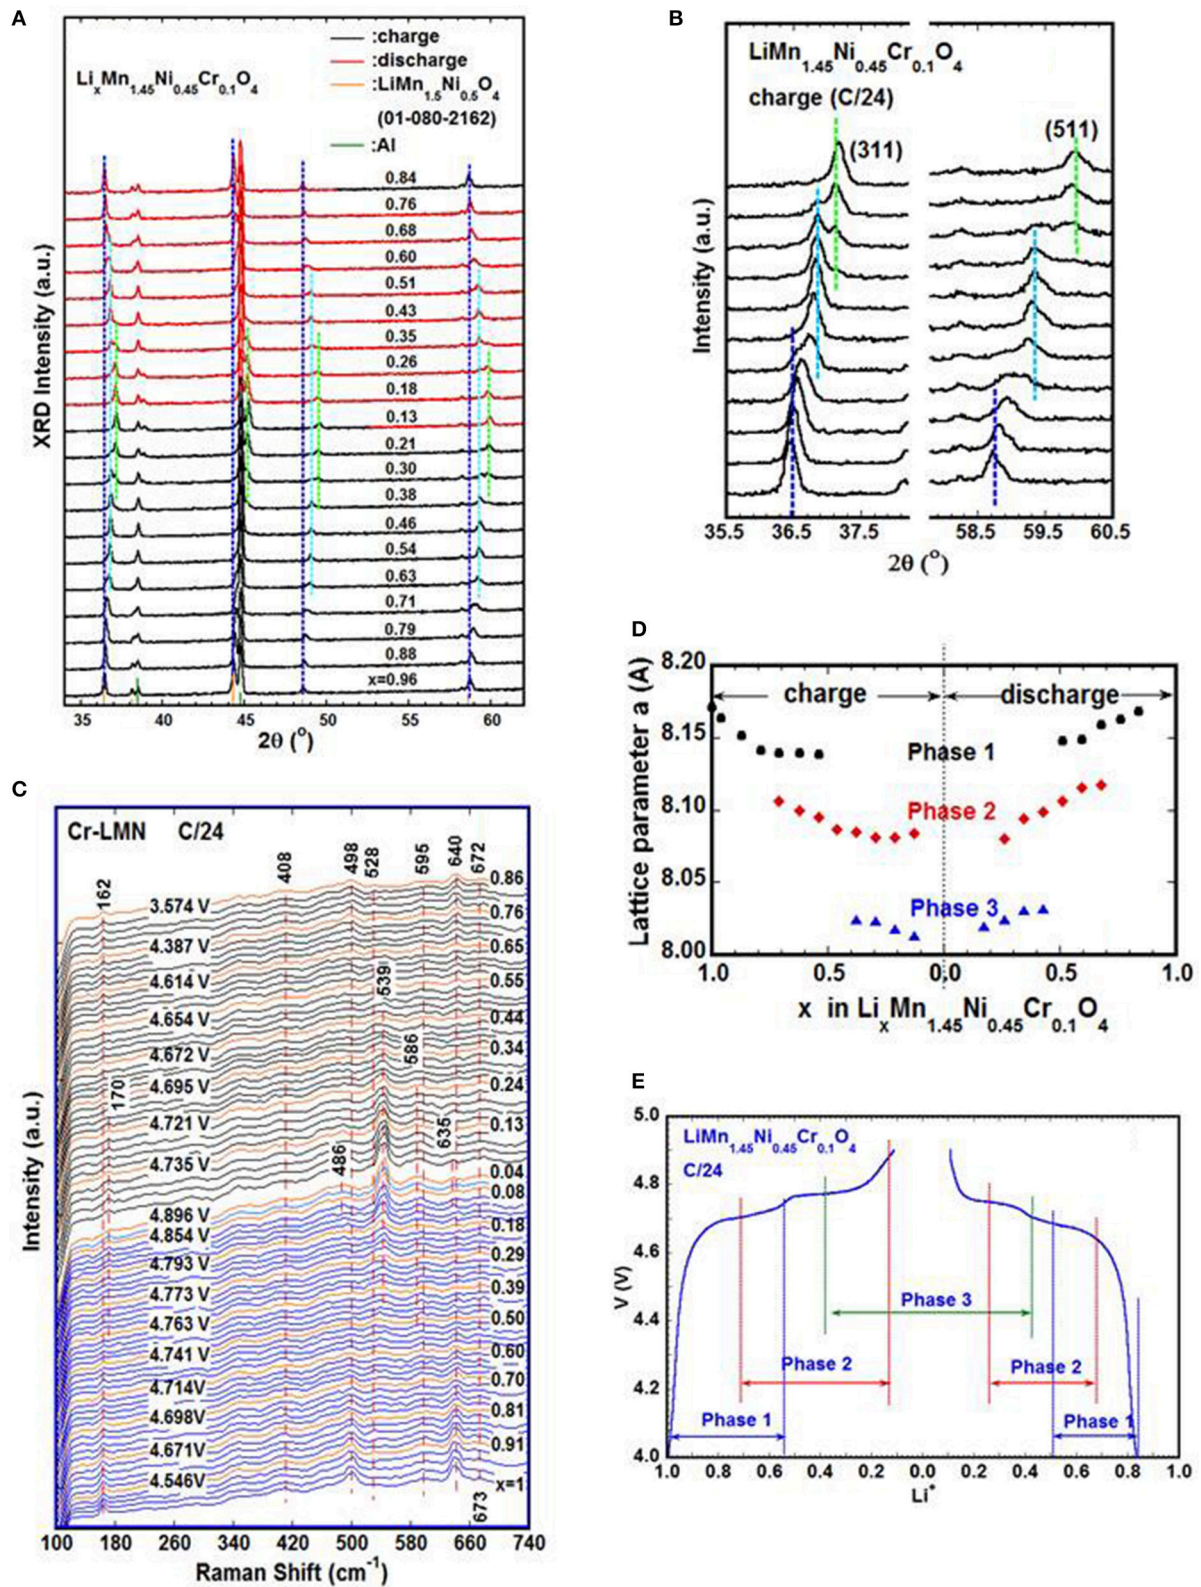 A
:charge
:discharge
:LiMn1.5Ni0.5O4
(01-080-2162)
:Al
LixMn1.45Ni0.45Cr0.1O4
0.84
0.76
0.68
0.60
0.51
0.43
0.35
0.26
0.18
0.13
0.21
0.30
0.38
0.46
0.54
0.63
0.71
0.79
0.88
x=0.96
XRD Intensity (a.u.)
35 40 45 50 55 60
2θ (o)
B
LiMn1.45Ni0.45Cr0.1O4
charge (C/24)
(311)
(511)
Intensity (a.u.)
35.5 36.5 37.5 58.5 59.5 60.5
2θ (o)
C
Cr-LMN C/24
162
408
498
528
595
640
672
539
586
170
486
635
673
3.574 V
4.387 V
4.614 V
4.654 V
4.672 V
4.695 V
4.721 V
4.735 V
4.896 V
4.854 V
4.793 V
4.773 V
4.763 V
4.741 V
4.714V
4.698V
4.671 V
4.546V
0.86
0.76
0.65
0.55
0.44
0.34
0.24
0.13
0.04
0.08
0.18
0.29
0.39
0.50
0.60
0.70
0.81
0.91
x=1
Intensity (a.u.)
100 180 260 340 420 500 580 660 740
Raman Shift (cm-1)
D
8.20
8.15
8.10
8.05
8.00
Lattice parameter a (A)
charge
discharge
Phase 1
Phase 2
Phase 3
1.0 0.5 0.0 0.5 1.0
x in LixMn1.45Ni0.45Cr0.1O4
E
5.0
4.8
4.6
4.4
4.2
4.0
V (V)
LiMn1.45Ni0.45Cr0.1O4
C/24
Phase 3
Phase 2
Phase 2
Phase 1
Phase 1
1.0 0.8 0.6 0.4 0.2 0.0 0.2 0.4 0.6 0.8 1.0
Li+